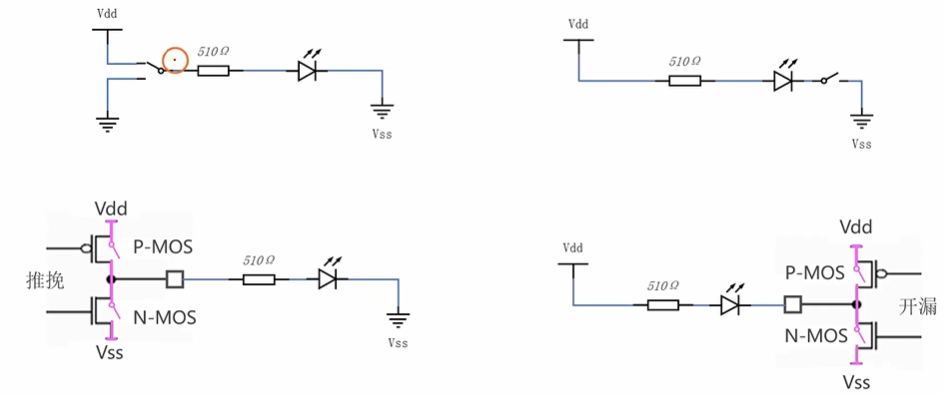 Vdd
510Ω
Vss
Vdd
510Ω
Vss
Vdd
P-MOS
推挽
510Ω
N-MOS
Vss
Vss
Vdd
510Ω
Vdd
P-MOS
开漏
N-MOS
Vss